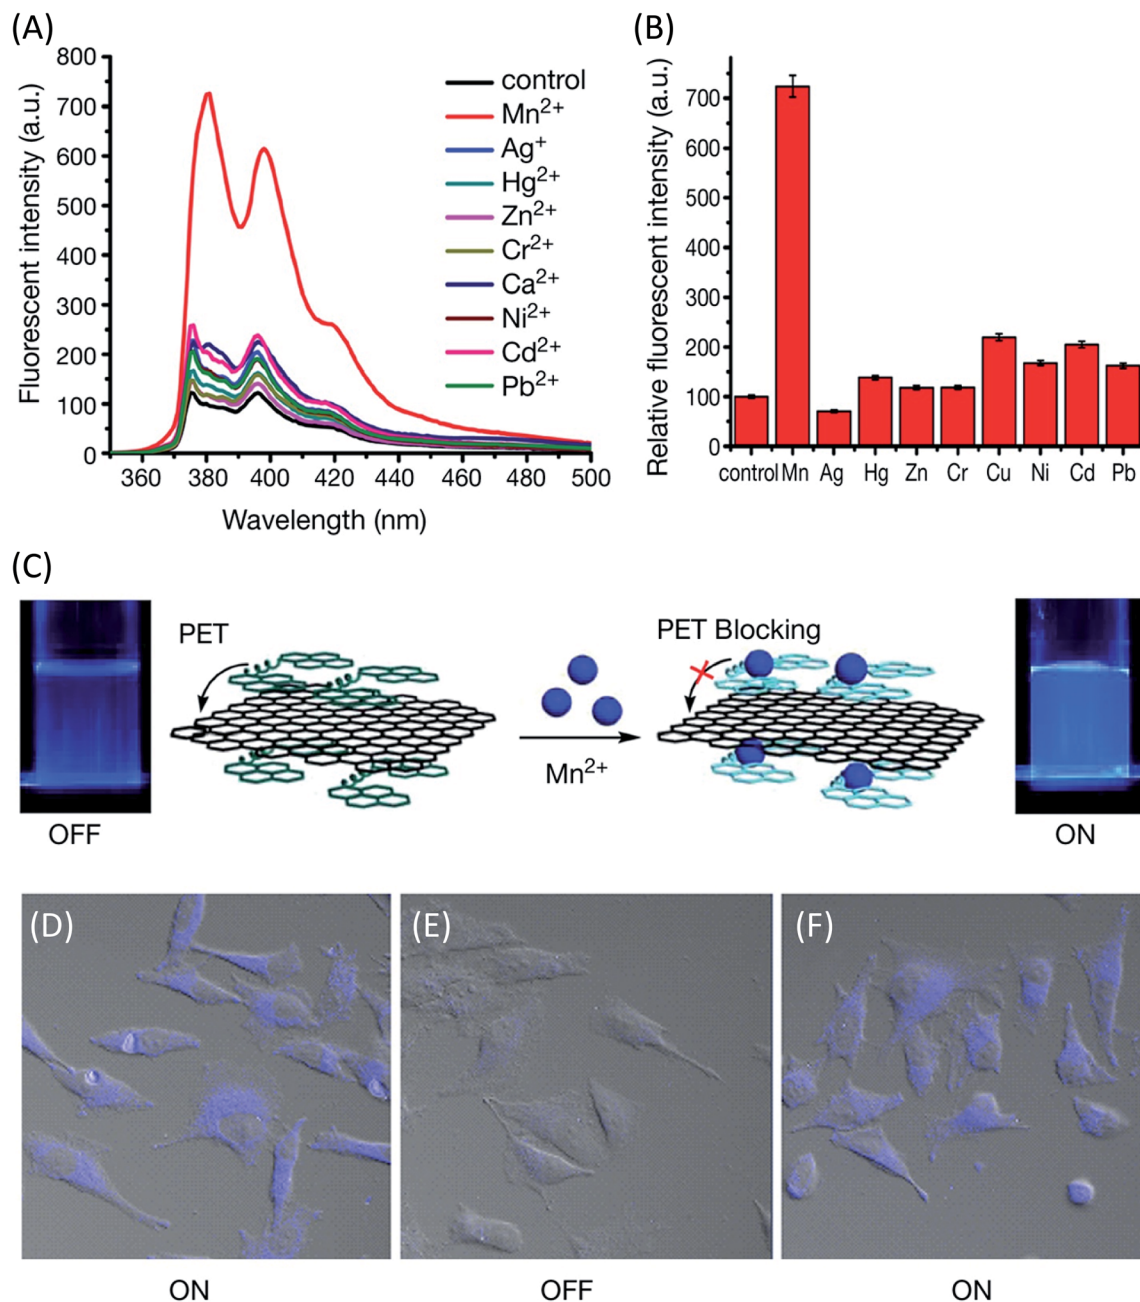 (A)
Fluorescent intensity (a.u.)
800
700
600
500
400
300
200
100
0
360 380 400 420 440 460 480 500
Wavelength (nm)
control
Mn²⁺
Ag⁺
Hg²⁺
Zn²⁺
Cr²⁺
Ca²⁺
Ni²⁺
Cd²⁺
Pb²⁺
(B)
Relative fluorescent intensity (a.u.)
700
600
500
400
300
200
100
0
control Mn Ag Hg Zn Cr Cu Ni Cd Pb
(C)
PET
OFF
Mn²⁺
PET Blocking
ON
(D)
(E)
(F)
ON
OFF
ON